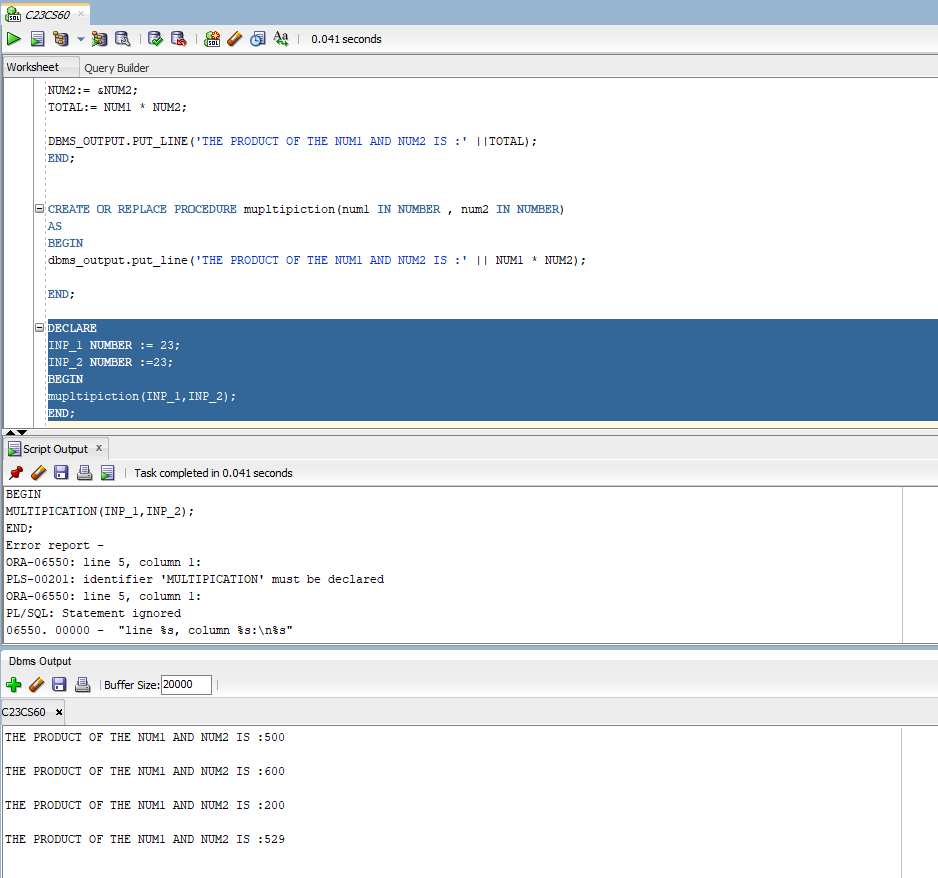 C23CS60
SQL
SQL
Aa
0.041 seconds
Worksheet
Query Builder
NUM2:= &NUM2;
TOTAL:= NUM1 * NUM2;
DBMS_OUTPUT.PUT_LINE('THE PRODUCT OF THE NUM1 AND NUM2 IS :' ||TOTAL);
END;
CREATE OR REPLACE PROCEDURE mupltipiction(num1 IN NUMBER , num2 IN NUMBER)
AS
BEGIN
dbms_output.put_line('THE PRODUCT OF THE NUM1 AND NUM2 IS :' || NUM1 * NUM2);
END;
DECLARE
INP_1 NUMBER := 23;
INP_2 NUMBER :=23;
BEGIN
mupltipiction(INP_1,INP_2);
END;
Script Output x
Task completed in 0.041 seconds
BEGIN
MULTIPICATION(INP_1,INP_2);
END;
Error report -
ORA-06550: line 5, column 1:
PLS-00201: identifier 'MULTIPICATION' must be declared
ORA-06550: line 5, column 1:
PL/SQL: Statement ignored
06550. 00000 -  "line %s, column %s:\n%s"
Dbms Output
Buffer Size: 20000
C23CS60 x
THE PRODUCT OF THE NUM1 AND NUM2 IS :500
THE PRODUCT OF THE NUM1 AND NUM2 IS :600
THE PRODUCT OF THE NUM1 AND NUM2 IS :200
THE PRODUCT OF THE NUM1 AND NUM2 IS :529